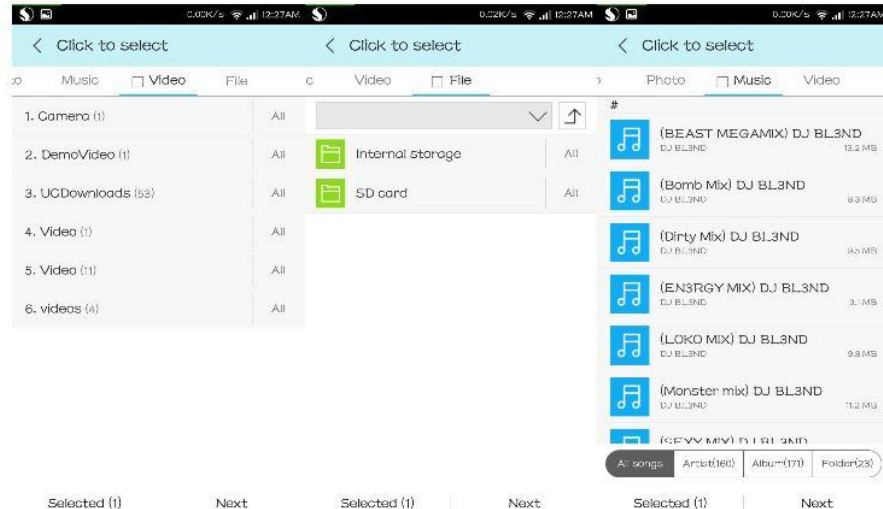 0.00K/s 12:27AM
Click to select
Music Video File
1. Camera (1) All
2. DemoVideo (1) All
3. UCDownloads (53) All
4. Video (1) All
5. Video (11) All
6. videos (4) All
Selected (1) Next
0.02K/s 12:27AM
Click to select
Video File
Internal storage All
SD card All
Selected (1) Next
0.00K/s 12:27AM
Click to select
Photo Music Video
#
(BEAST MEGAMIX) DJ BL3ND
DJ BL3ND 13.2 MB
(Bomb Mix) DJ BL3ND
DJ BL3ND 8.3 MB
(Dirty Mix) DJ BL3ND
DJ BL3ND 9.5 MB
(EN3RGY MIX) DJ BL3ND
DJ BL3ND
(LOKO MIX) DJ BL3ND
DJ BL3ND 9.8 MB
(Monster mix) DJ BL3ND
DJ BL3ND 11.2 MB
(SEXY MIX) DJ BL3ND
All songs Artist(160) Album(171) Folder(23)
Selected (1) Next